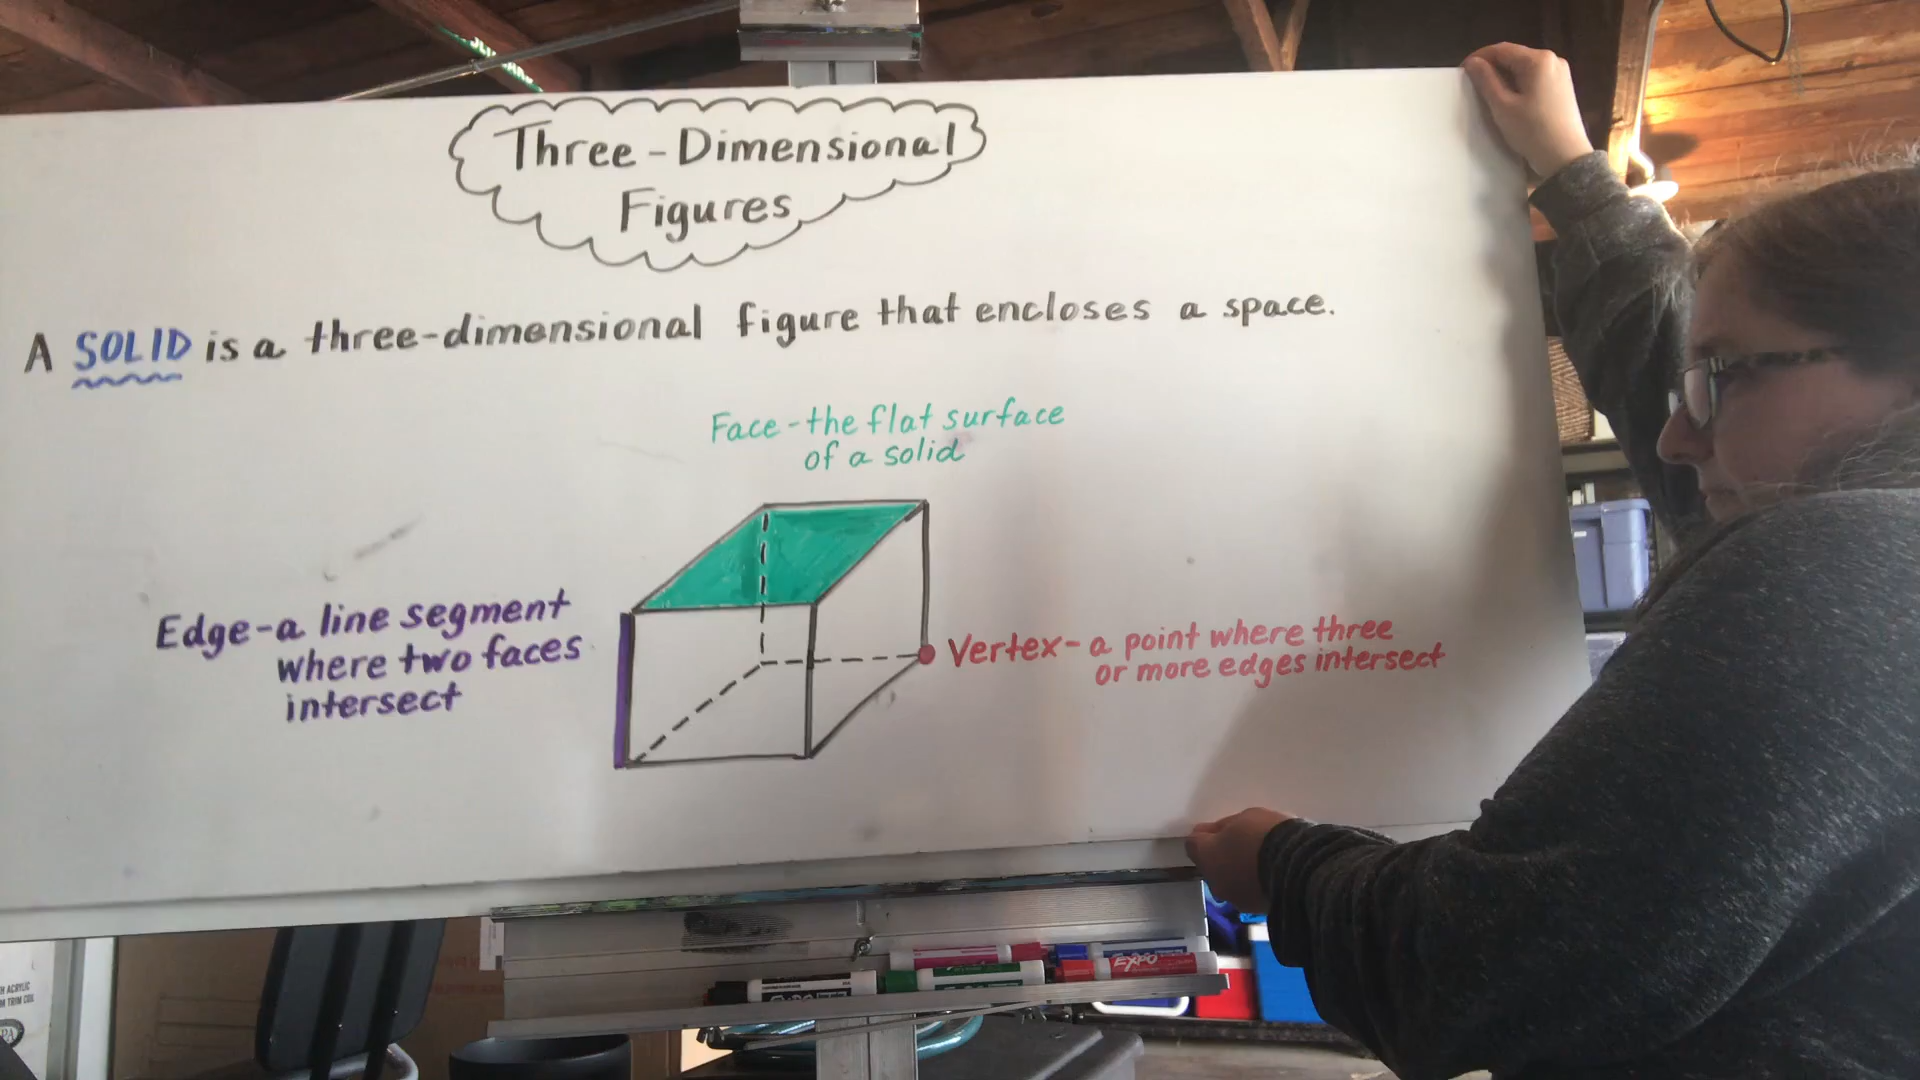 Three-Dimensional
Figures
A SOLID is a three-dimensional figure that encloses a space.
Face-the flat surface
of a solid
Edge-a line segment
where two faces
intersect
Vertex-a point where three
or more edges intersect
EXPO